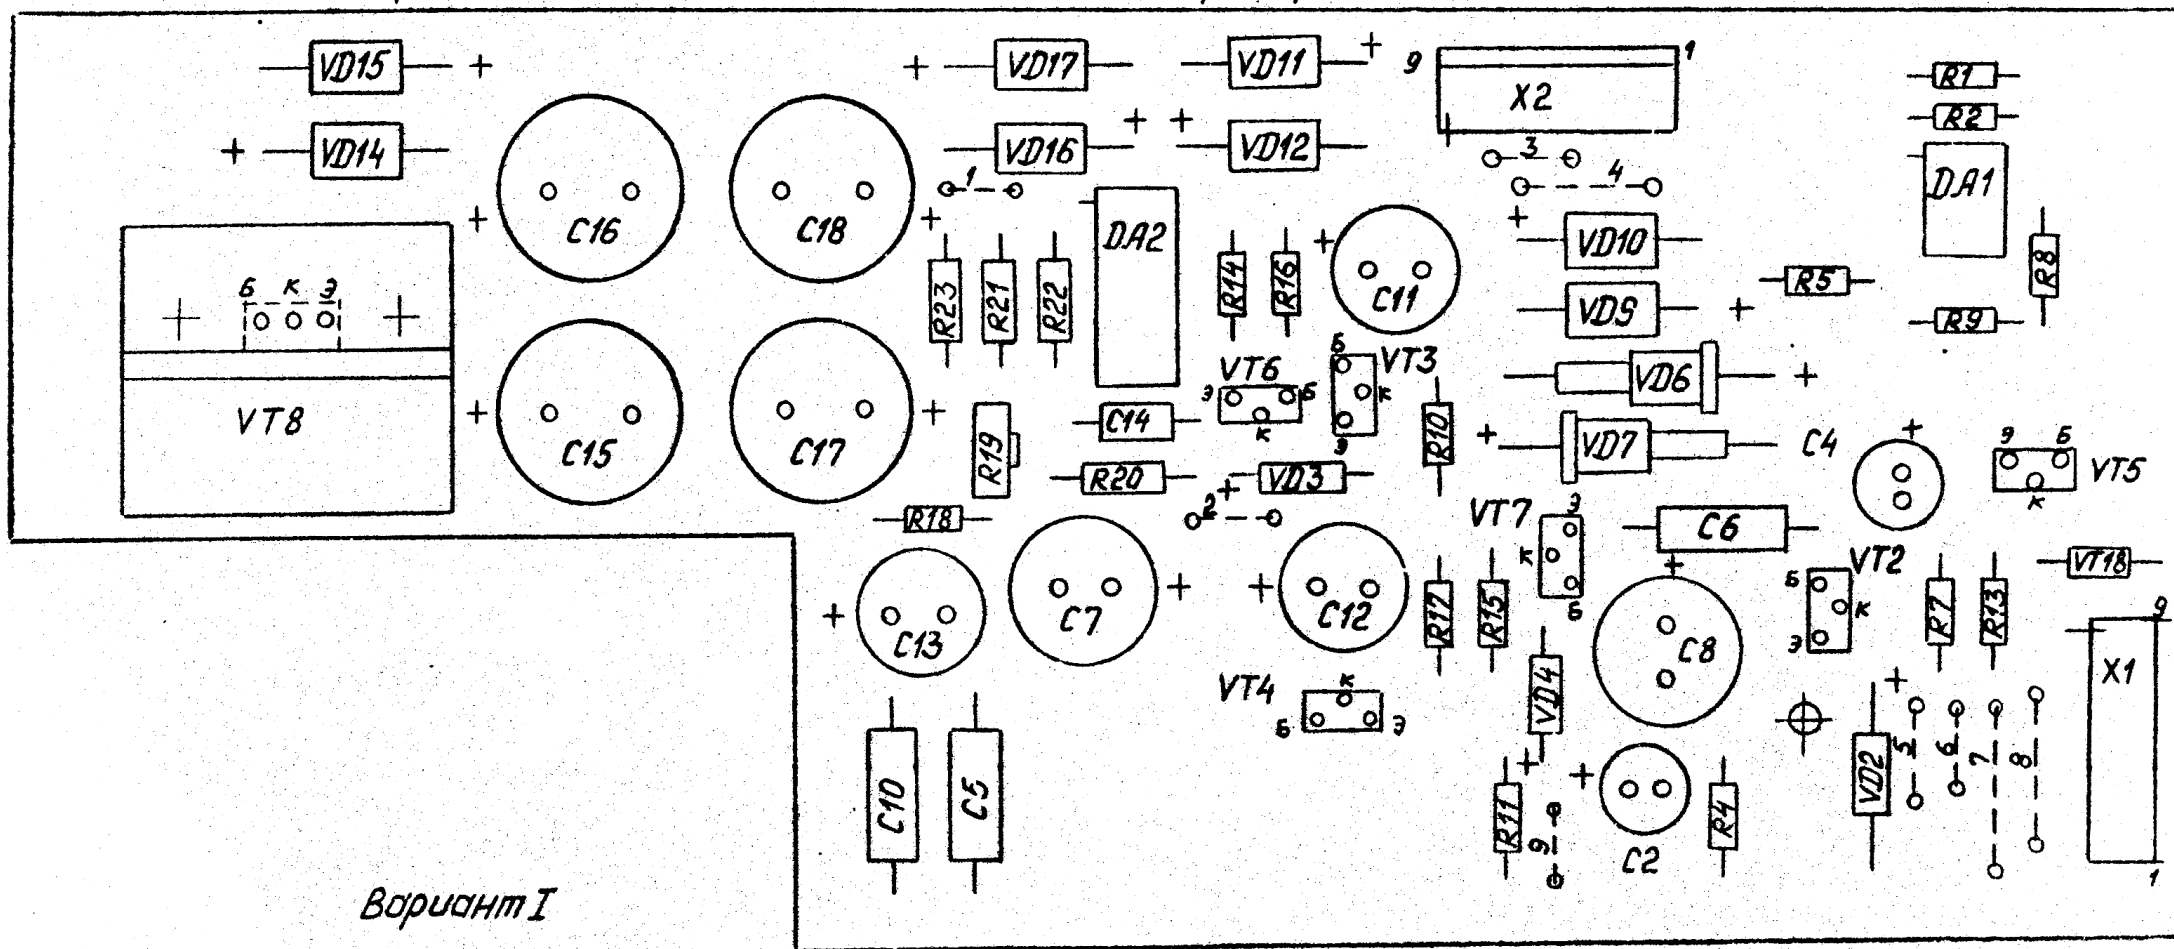 VD15 +
+ VD17
VD11 +
9 X2 1
R1
R2
+ VD14
VD16 +
+ VD12
3
4
1
DA1
+ C16
C18 +
DA2
+ VD10
R8
Б К Э
R23
R21
R22
R14
R16
+ C11
VD9 +
R5
R9
VT8
+ C15
C17 +
VT6
Э Б
К
VT3
Б
К
Э
VD6 +
R19
C14
R10
+ VD7
C4 +
Э Б
К
VT5
R20
VD3
+
R18
2
VT7
Э
К
Б
C6
VT2
Б
К
Э
VT18
+ C13
C7 +
+ C12
R17
R15
+
C8
R7
R13
9
X1
1
VT4
К
Б Э
VD4
+
+
VD2
5
6
7
8
C10
C5
R11
9
+ C2
R4
Вариант I